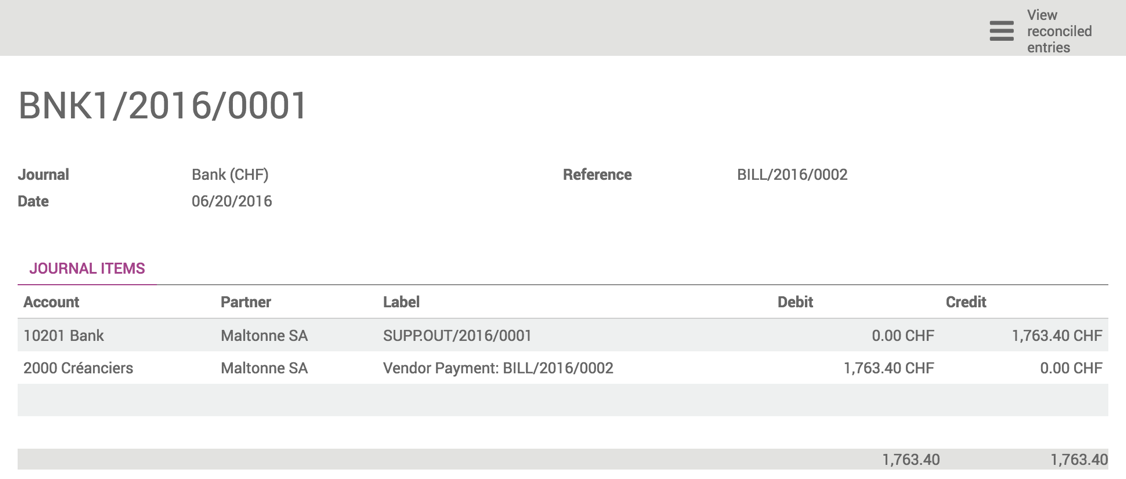 View
reconciled
entries
BNK1/2016/0001
Journal Bank (CHF) Reference BILL/2016/0002
Date 06/20/2016
JOURNAL ITEMS
Account Partner Label Debit Credit
10201 Bank Maltonne SA SUPP.OUT/2016/0001 0.00 CHF 1,763.40 CHF
2000 Créanciers Maltonne SA Vendor Payment: BILL/2016/0002 1,763.40 CHF 0.00 CHF
1,763.40 1,763.40